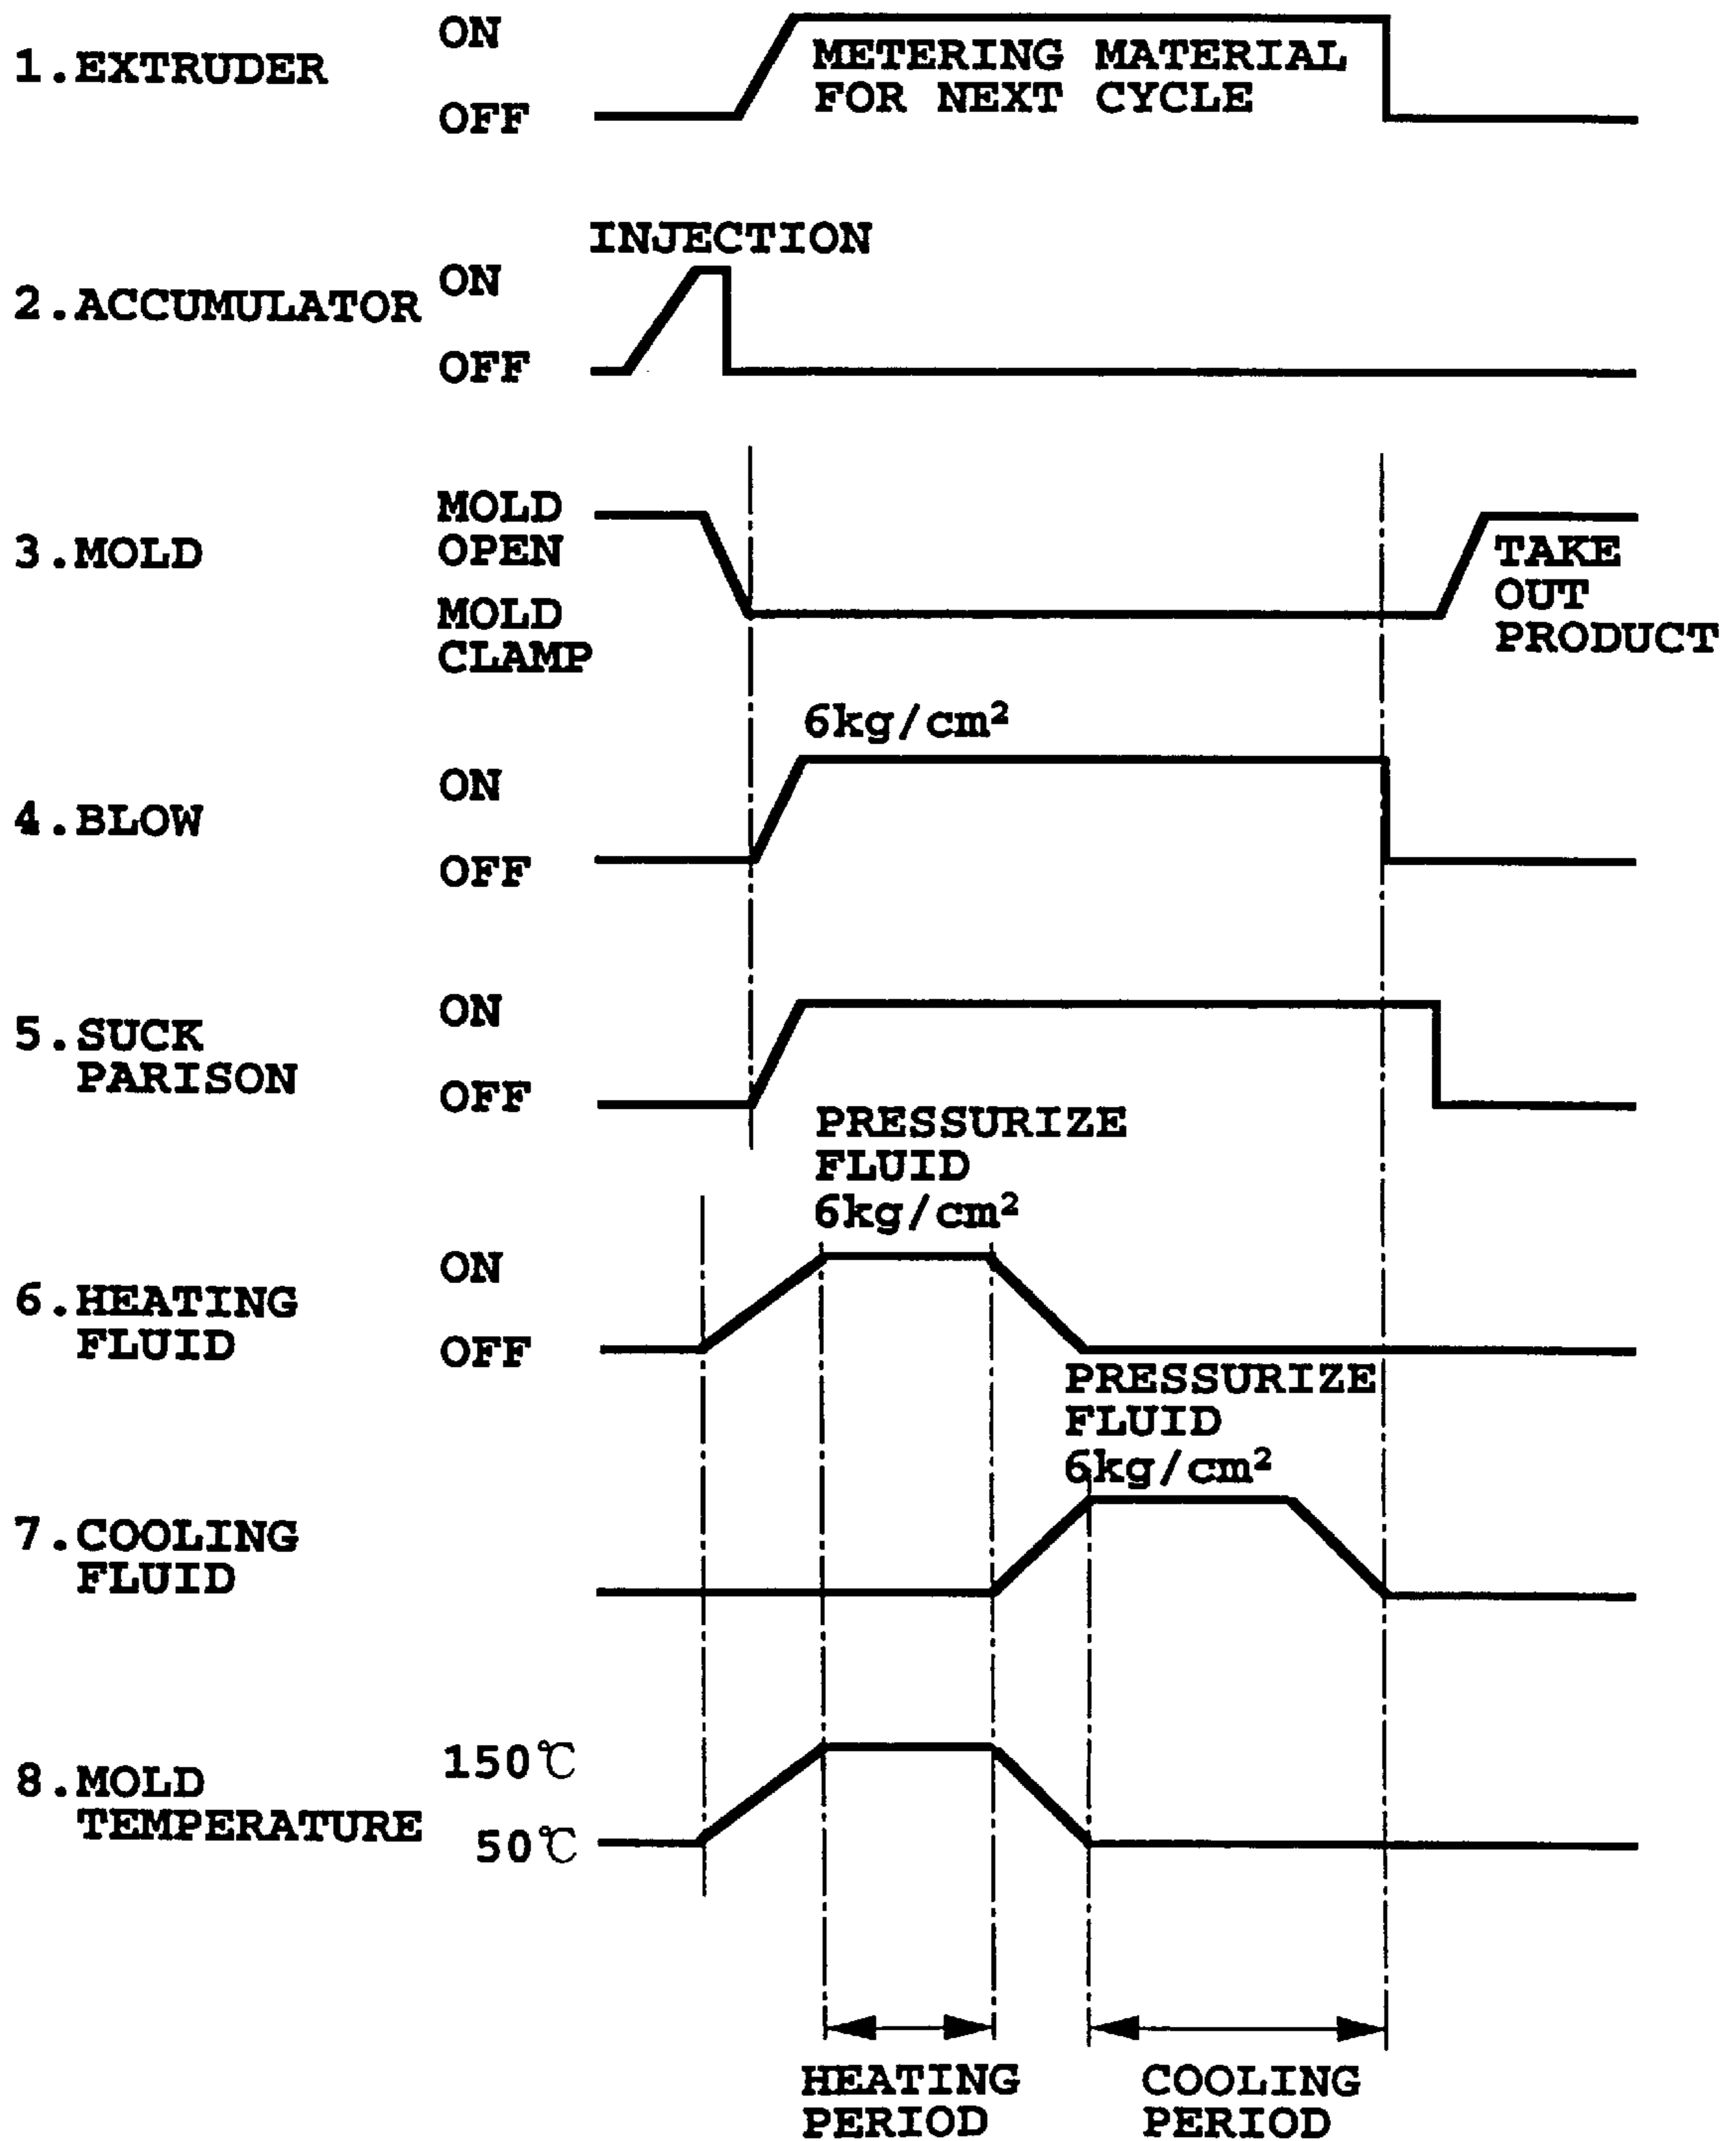 1.EXTRUDER
ON
OFF
METERING MATERIAL
FOR NEXT CYCLE
2.ACCUMULATOR
ON
OFF
INJECTION
3.MOLD
MOLD
OPEN
MOLD
CLAMP
TAKE
OUT
PRODUCT
4.BLOW
ON
OFF
6kg/cm²
5.SUCK
PARISON
ON
OFF
6.HEATING
FLUID
ON
OFF
PRESSURIZE
FLUID
6kg/cm²
7.COOLING
FLUID
PRESSURIZE
FLUID
6kg/cm²
8.MOLD
TEMPERATURE
150℃
50℃
HEATING
PERIOD
COOLING
PERIOD